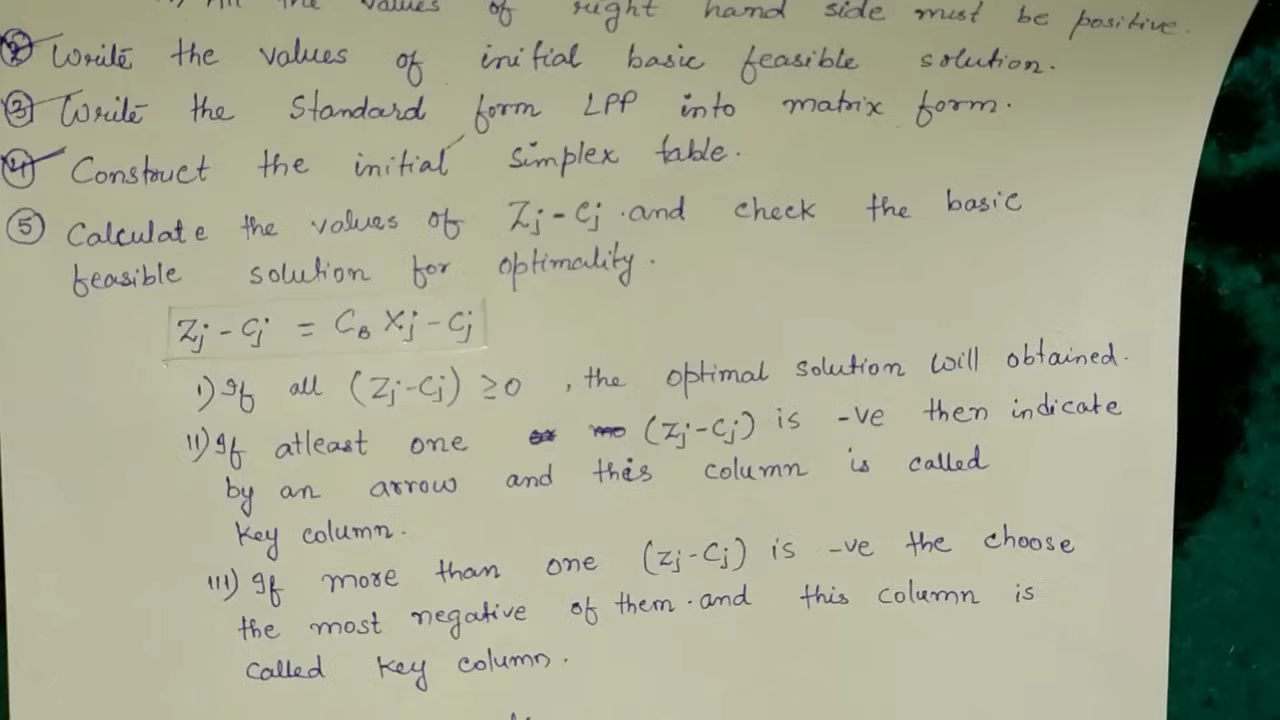 All the values of right hand side must be positive.
② Write the values of initial basic feasible solution.
③ Write the Standard form LPP into matrix form.
④ Construct the initial simplex table.
⑤ Calculate the values of Zj - Cj and check the basic
feasible solution for optimality.
Zj - Cj = CB Xj - Cj
i) If all (Zj - Cj) ≥ 0, the optimal solution will obtained.
ii) If atleast one (Zj - Cj) is -ve then indicate
by an arrow and this column is called
key column.
iii) If more than one (Zj - Cj) is -ve the choose
the most negative of them. and this column is
called key column.